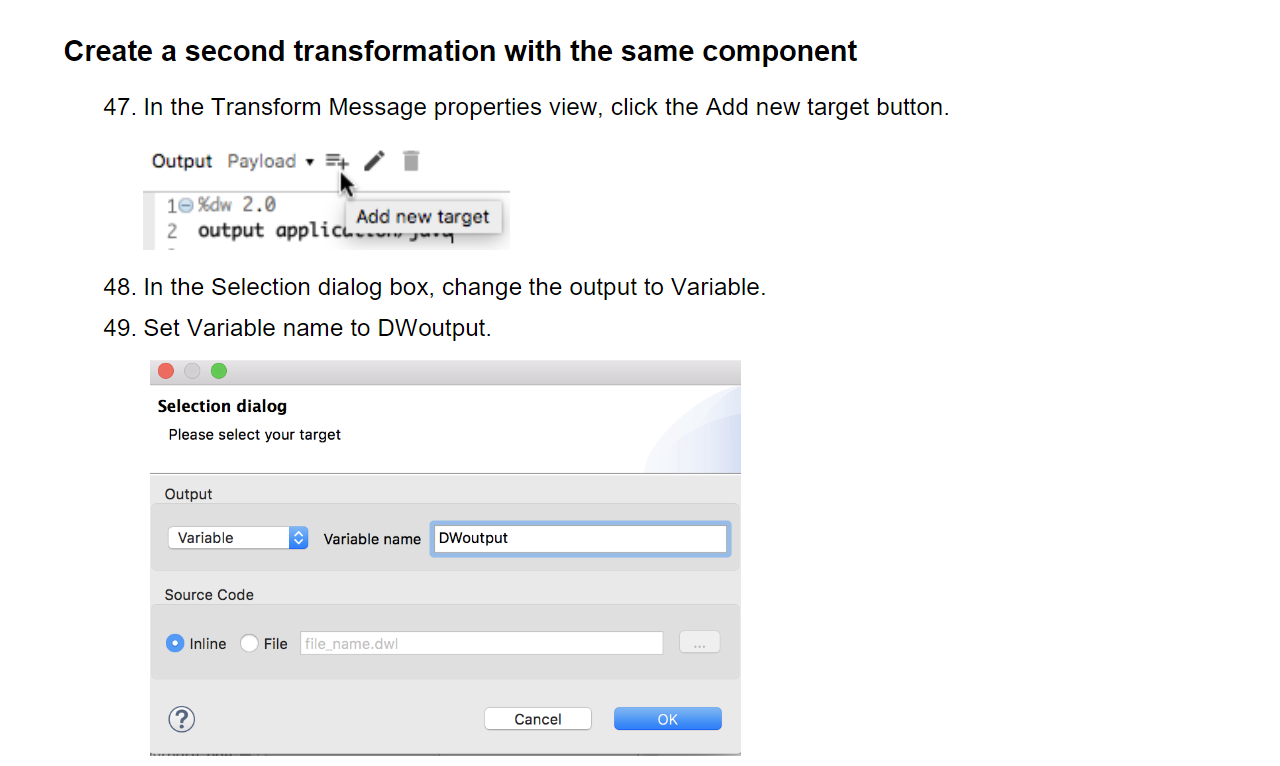 Create a second transformation with the same component
47. In the Transform Message properties view, click the Add new target button.
Output Payload
1 %dw 2.0
Add new target
2 output
48. In the Selection dialog box, change the output to Variable.
49. Set Variable name to DWoutput.
Selection dialog
Please select your target
Output
Variable Variable name DWoutput
Source Code
Inline File file_name.dwl ...
? Cancel OK